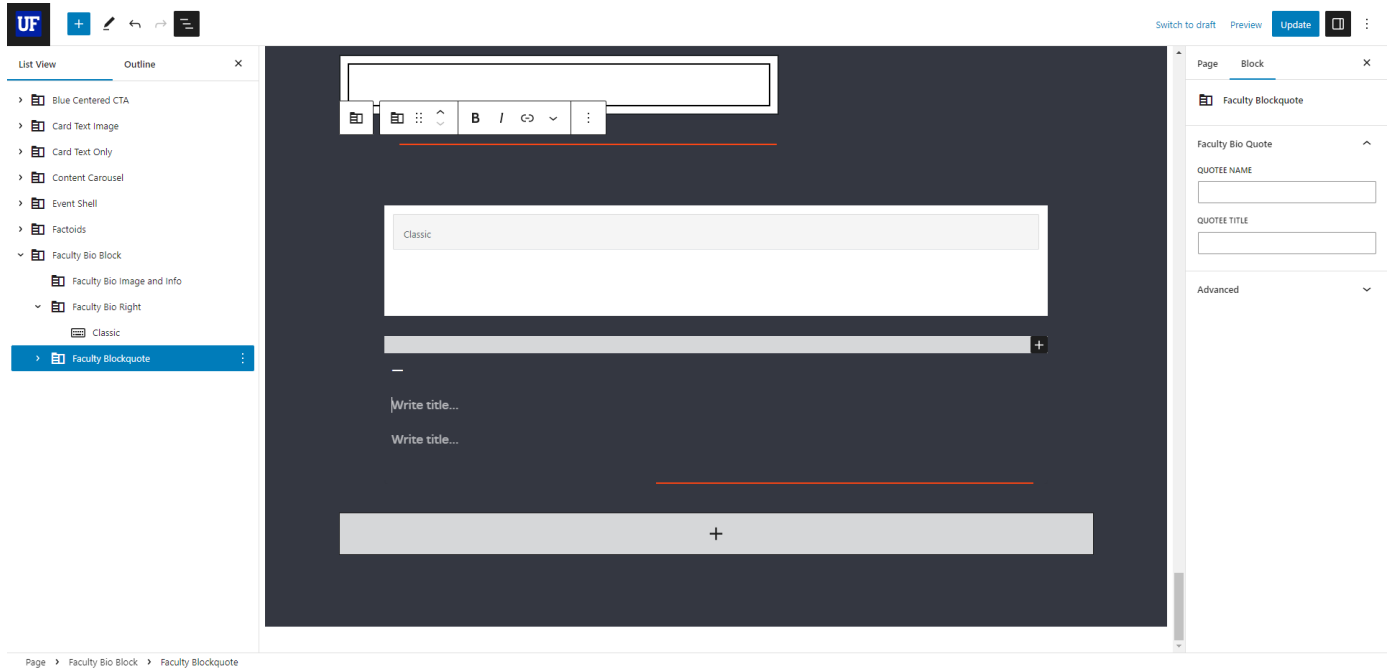 UF
Switch to draft Preview Update
List View Outline
Blue Centered CTA
Card Text Image
Card Text Only
Content Carousel
Event Shell
Factoids
Faculty Bio Block
Faculty Bio Image and Info
Faculty Bio Right
Classic
Faculty Blockquote
B I
Classic
Write title...
Write title...
Page Block
Faculty Blockquote
Faculty Bio Quote
QUOTEE NAME
QUOTEE TITLE
Advanced
Page > Faculty Bio Block > Faculty Blockquote